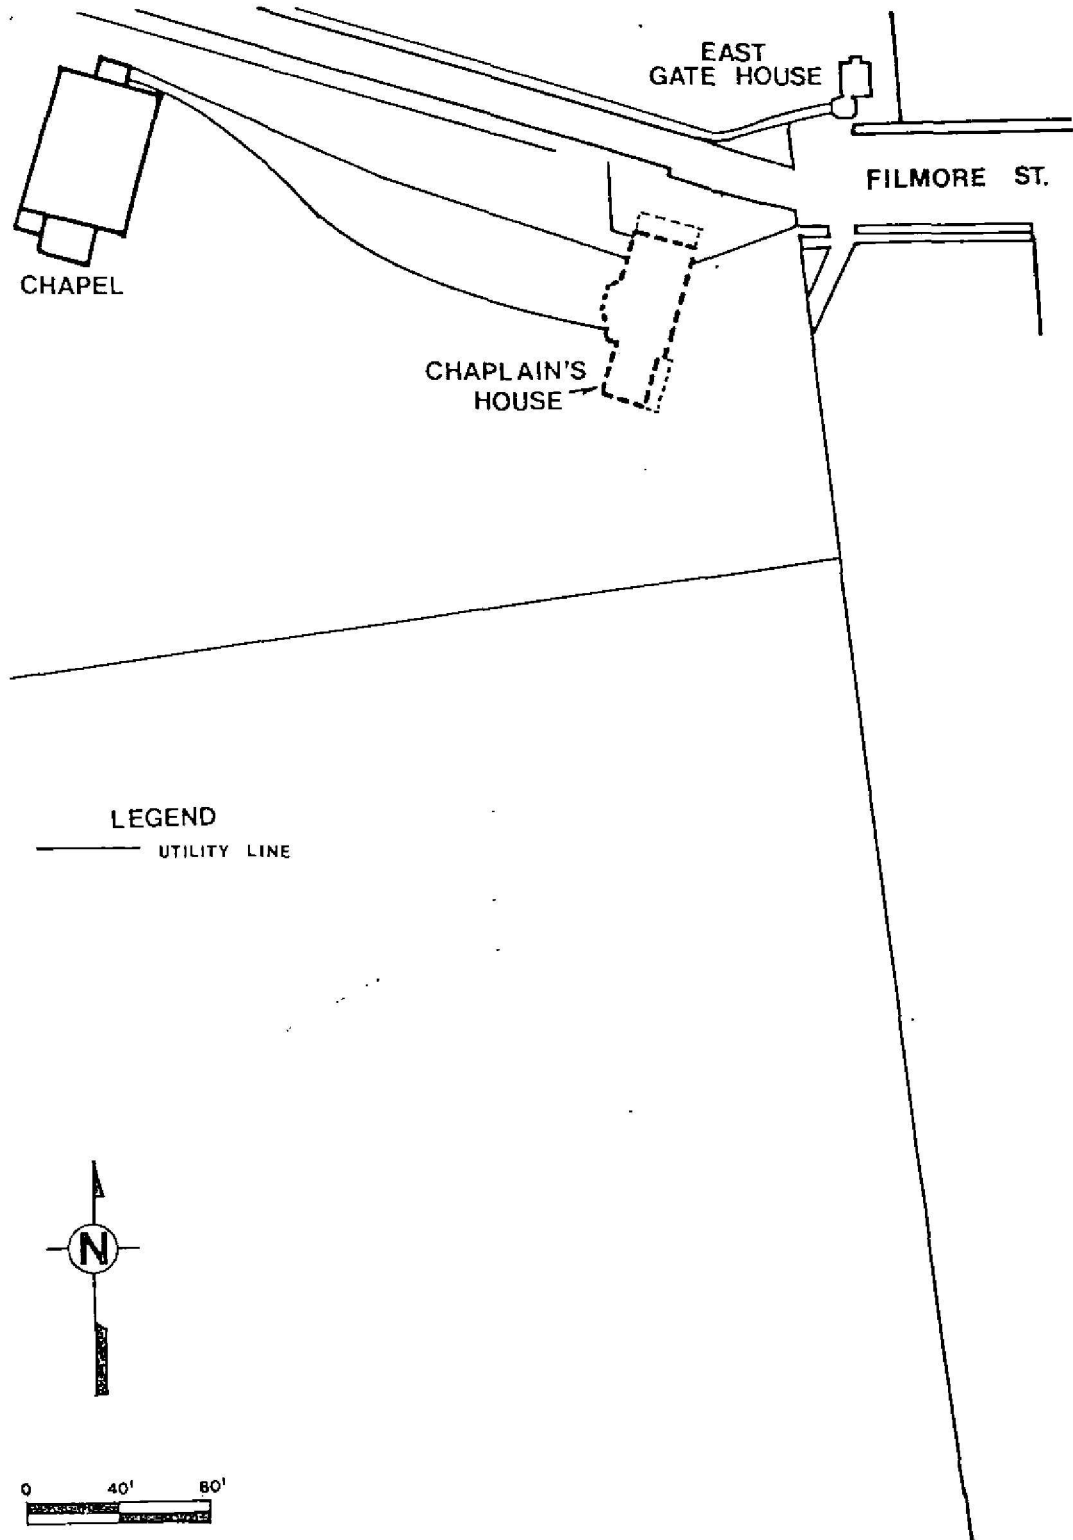 EAST
GATE HOUSE
FILMORE ST.
CHAPEL
CHAPLAIN'S
HOUSE
LEGEND
UTILITY LINE
N
0 40' 80'